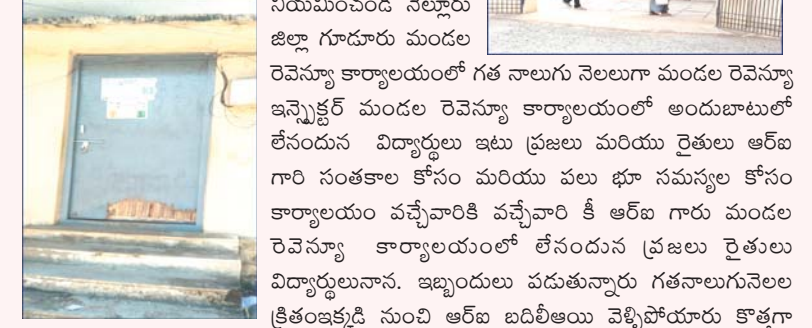 నియమించండి నెల్లూరు
జిల్లా గూడూరు మండల
రెవెన్యూ కార్యాలయంలో గత నాలుగు నెలలుగా మండల రెవెన్యూ
ఇన్స్పెక్టర్ మండల రెవెన్యూ కార్యాలయంలో అందుబాటులో
లేనందున విద్యార్థులు ఇటు ప్రజలు మరియు రైతులు ఆర్ఐ
గారి సంతకాల కోసం మరియు పలు భూ సమస్యల కోసం
కార్యాలయం వచ్చేవారికి వచ్చేవారి కీ ఆర్ఐ గారు మండల
రెవెన్యూ కార్యాలయంలో లేనందున ప్రజలు రైతులు
విద్యార్థులునాన. ఇబ్బందులు పడుతున్నారు గతనాలుగునెలల
క్రితంఇక్కడి నుంచి ఆర్ఐ బదిలీఆయి వెళ్ళిపోయారు కొత్తగా